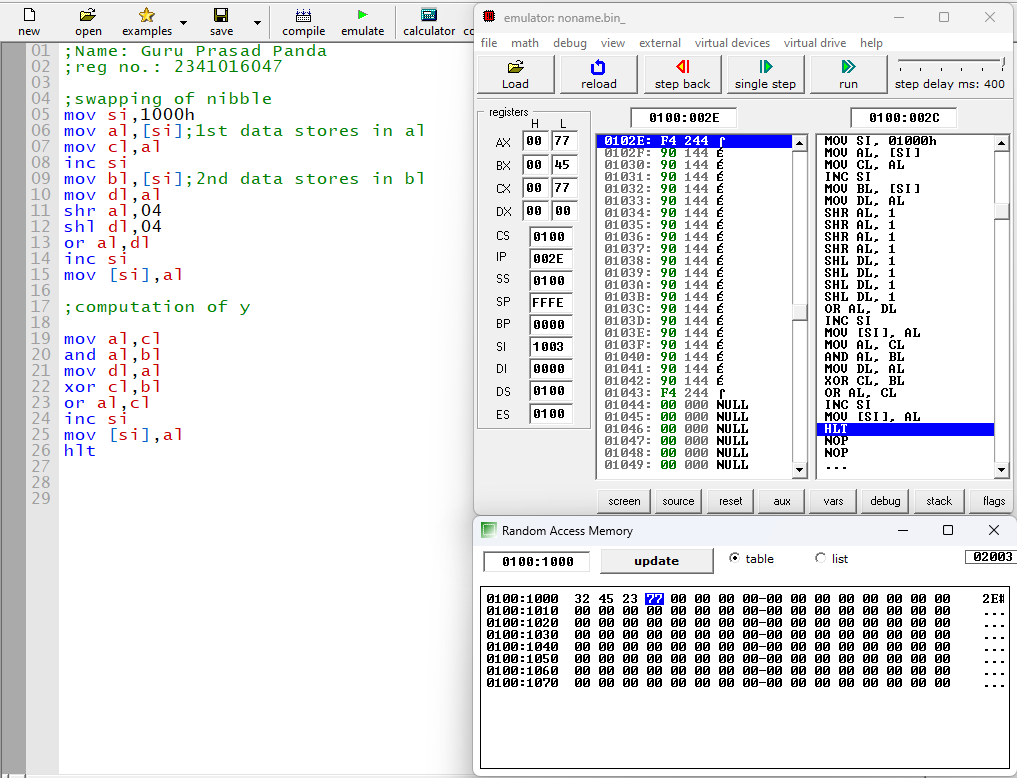 new open examples save compile emulate calculator co
01 ;Name: Guru Prasad Panda
02 ;reg no.: 2341016047
03
04 ;swapping of nibble
05 mov si,1000h
06 mov al,[si];1st data stores in al
07 mov cl,al
08 inc si
09 mov bl,[si];2nd data stores in bl
10 mov dl,al
11 shr al,04
12 shl dl,04
13 or al,dl
14 inc si
15 mov [si],al
16
17 ;computation of y
18
19 mov al,cl
20 and al,bl
21 mov dl,al
22 xor cl,bl
23 or al,cl
24 inc si
25 mov [si],al
26 hlt
27
28
29
emulator: noname.bin_
file math debug view external virtual devices virtual drive help
Load reload step back single step run step delay ms: 400
registers
H L
AX 00 77
BX 00 45
CX 00 77
DX 00 00
CS 0100
IP 002E
SS 0100
SP FFFE
BP 0000
SI 1003
DI 0000
DS 0100
ES 0100
0100:002E
0102E: F4 244 ⌠
0102F: 90 144 É
01030: 90 144 É
01031: 90 144 É
01032: 90 144 É
01033: 90 144 É
01034: 90 144 É
01035: 90 144 É
01036: 90 144 É
01037: 90 144 É
01038: 90 144 É
01039: 90 144 É
0103A: 90 144 É
0103B: 90 144 É
0103C: 90 144 É
0103D: 90 144 É
0103E: 90 144 É
0103F: 90 144 É
01040: 90 144 É
01041: 90 144 É
01042: 90 144 É
01043: F4 244 ⌠
01044: 00 000 NULL
01045: 00 000 NULL
01046: 00 000 NULL
01047: 00 000 NULL
01048: 00 000 NULL
01049: 00 000 NULL
0100:002C
MOV SI, 01000h
MOV AL, [SI]
MOV CL, AL
INC SI
MOV BL, [SI]
MOV DL, AL
SHR AL, 1
SHR AL, 1
SHR AL, 1
SHR AL, 1
SHL DL, 1
SHL DL, 1
SHL DL, 1
SHL DL, 1
OR AL, DL
INC SI
MOV [SI], AL
MOV AL, CL
AND AL, BL
MOV DL, AL
XOR CL, BL
OR AL, CL
INC SI
MOV [SI], AL
HLT
NOP
NOP
...
screen source reset aux vars debug stack flags
Random Access Memory
0100:1000 update table list 02003
0100:1000 32 45 23 77 00 00 00 00-00 00 00 00 00 00 00 00 2E#
0100:1010 00 00 00 00 00 00 00 00-00 00 00 00 00 00 00 00 ...
0100:1020 00 00 00 00 00 00 00 00-00 00 00 00 00 00 00 00 ...
0100:1030 00 00 00 00 00 00 00 00-00 00 00 00 00 00 00 00 ...
0100:1040 00 00 00 00 00 00 00 00-00 00 00 00 00 00 00 00 ...
0100:1050 00 00 00 00 00 00 00 00-00 00 00 00 00 00 00 00 ...
0100:1060 00 00 00 00 00 00 00 00-00 00 00 00 00 00 00 00 ...
0100:1070 00 00 00 00 00 00 00 00-00 00 00 00 00 00 00 00 ...